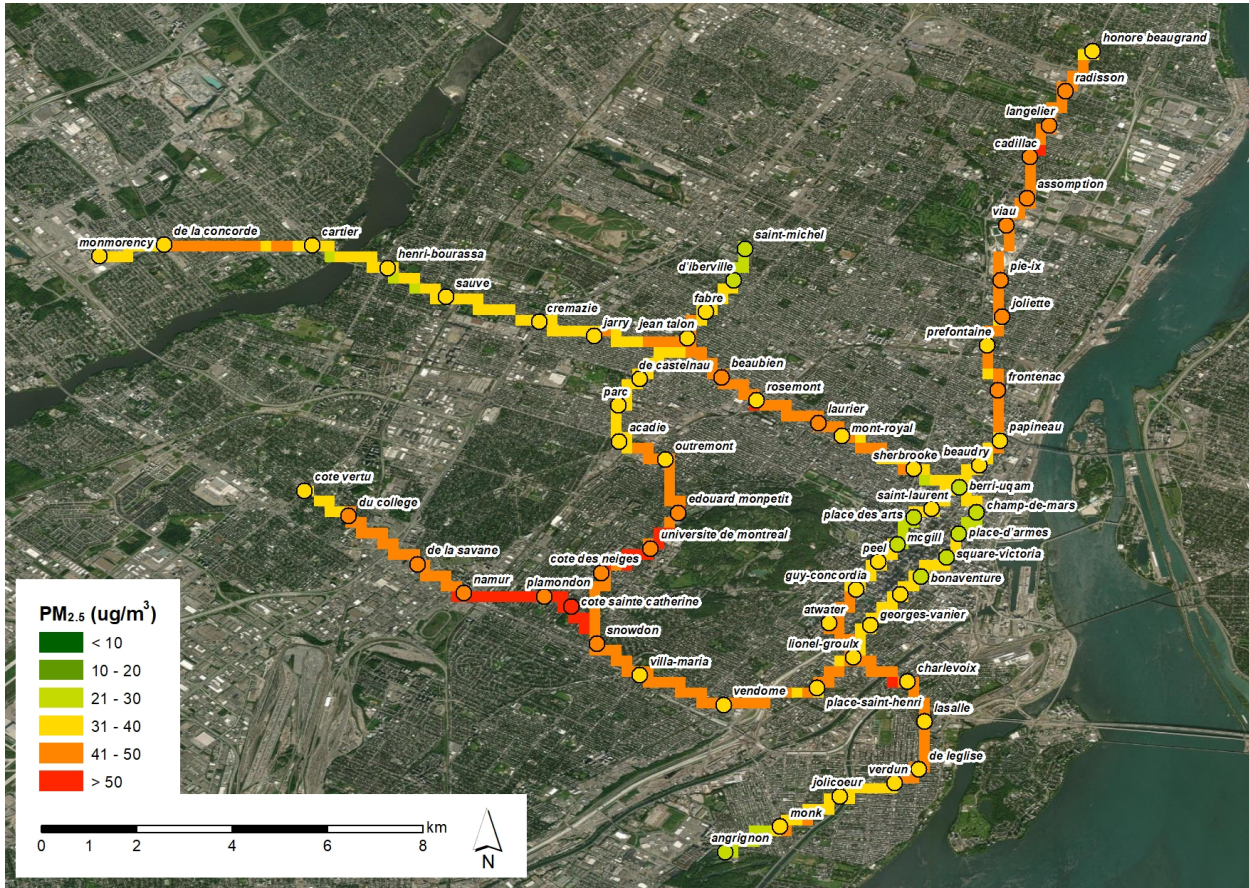 honore beaugrand
radisson
langelier
cadillac
assomption
viau
saint-michel
de la concorde
cartier
monmorency
henri-bourassa
d'iberville
pie-ix
sauve
fabre
joliette
cremazie
jarry
jean talon
prefontaine
de castelnau
beaubien
parc
rosemont
frontenac
laurier
acadie
mont-royal
papineau
outremont
sherbrooke
beaudry
cote vertu
berri-uqam
du college
saint-laurent
edouard monpetit
place des arts
champ-de-mars
universite de montreal
mcgill
place-d'armes
de la savane
cote des neiges
peel
square-victoria
namur
plamondon
guy-concordia
bonaventure
cote sainte catherine
atwater
georges-vanier
snowdon
lionel-groulx
villa-maria
charlevoix
vendome
place-saint-henri
lasalle
de leglise
verdun
jolicoeur
monk
angrignon
PM2.5 (ug/m3)
< 10
10 - 20
21 - 30
31 - 40
41 - 50
> 50
km
0 2 4 6 8
N